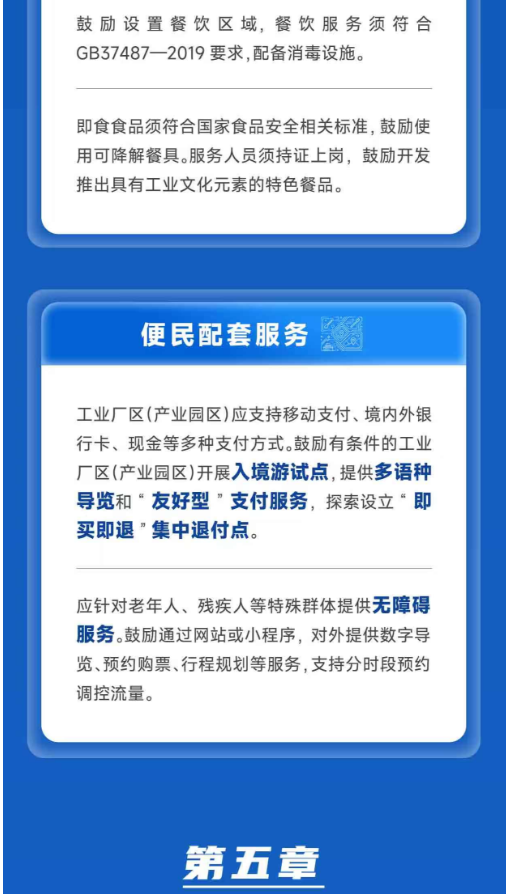 鼓励设置餐饮区域，餐饮服务须符合
GB37487—2019 要求，配备消毒设施。
即食食品须符合国家食品安全相关标准，鼓励使
用可降解餐具。服务人员须持证上岗，鼓励开发
推出具有工业文化元素的特色餐品。
便民配套服务
工业厂区(产业园区)应支持移动支付、境内外银
行卡、现金等多种支付方式。鼓励有条件的工业
厂区(产业园区)开展入境游试点，提供多语种
导览和“友好型”支付服务，探索设立“即
买即退”集中退付点。
应针对老年人、残疾人等特殊群体提供无障碍
服务。鼓励通过网站或小程序，对外提供数字导
览、预约购票、行程规划等服务，支持分时段预约
调控流量。
第五章